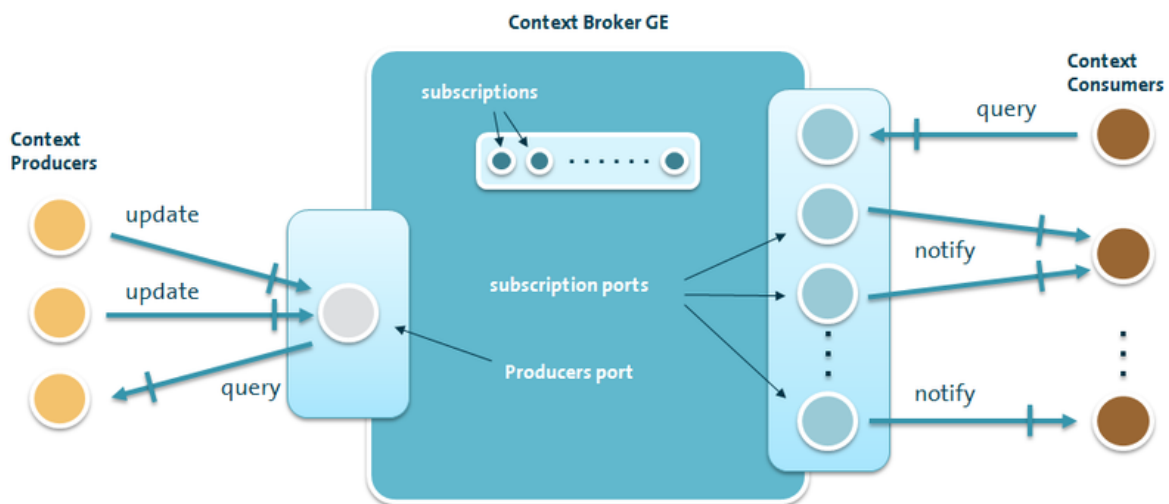 Context Broker GE
subscriptions
Context
Consumers
query
Context
Producers
update
notify
subscription ports
update
Producers port
query
notify